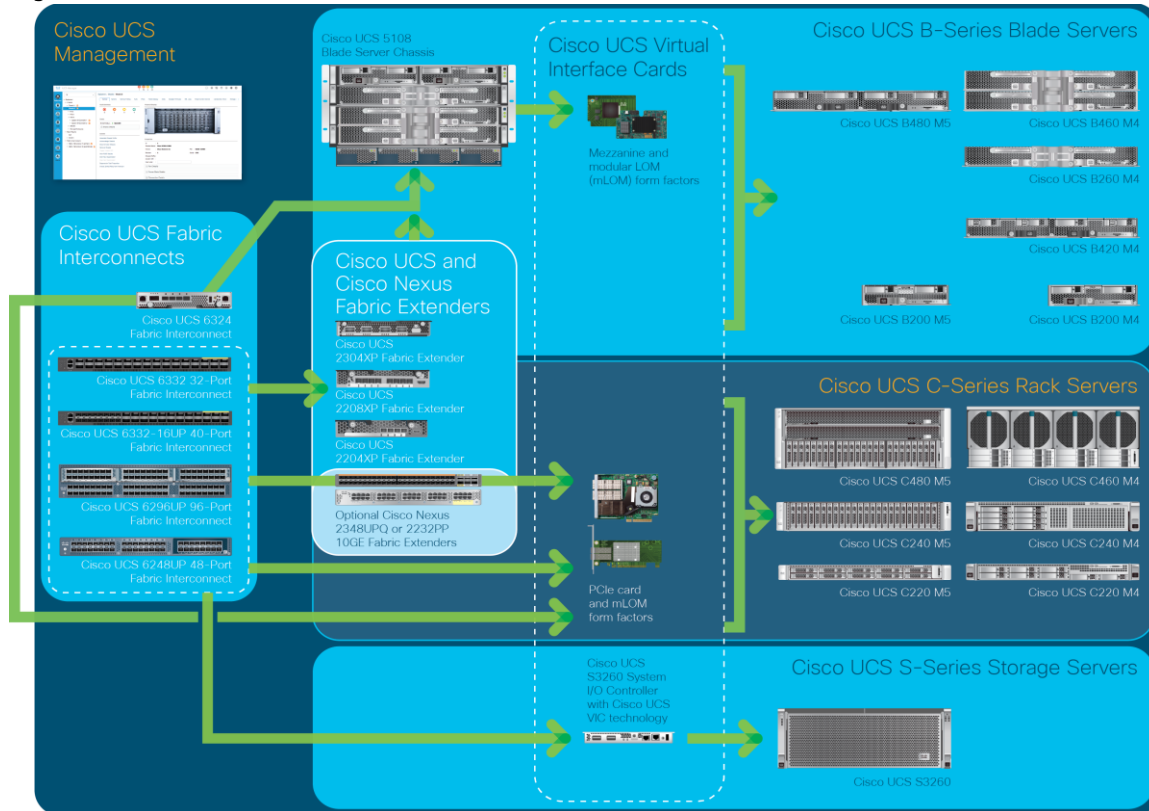 Cisco UCS
Management
Cisco UCS 5108
Blade Server Chassis
Cisco UCS Virtual
Interface Cards
Mezzanine and
modular LOM
(mLOM) form factors
Cisco UCS B-Series Blade Servers
Cisco UCS B480 M5
Cisco UCS B460 M4
Cisco UCS B260 M4
Cisco UCS B420 M4
Cisco UCS B200 M5
Cisco UCS B200 M4
Cisco UCS Fabric
Interconnects
Cisco UCS 6324
Fabric Interconnect
Cisco UCS 6332 32-Port
Fabric Interconnect
Cisco UCS 6332-16UP 40-Port
Fabric Interconnect
Cisco UCS 6296UP 96-Port
Fabric Interconnect
Cisco UCS 6248UP 48-Port
Fabric Interconnect
Cisco UCS and
Cisco Nexus
Fabric Extenders
Cisco UCS
2304XP Fabric Extender
Cisco UCS
2208XP Fabric Extender
Cisco UCS
2204XP Fabric Extender
Optional Cisco Nexus
2348UPQ or 2232PP
10GE Fabric Extenders
PCIe card
and mLOM
form factors
Cisco UCS C-Series Rack Servers
Cisco UCS C480 M5
Cisco UCS C460 M4
Cisco UCS C240 M5
Cisco UCS C240 M4
Cisco UCS C220 M5
Cisco UCS C220 M4
Cisco UCS
S3260 System
I/O Controller
with Cisco UCS
VIC technology
Cisco UCS S-Series Storage Servers
Cisco UCS S3260